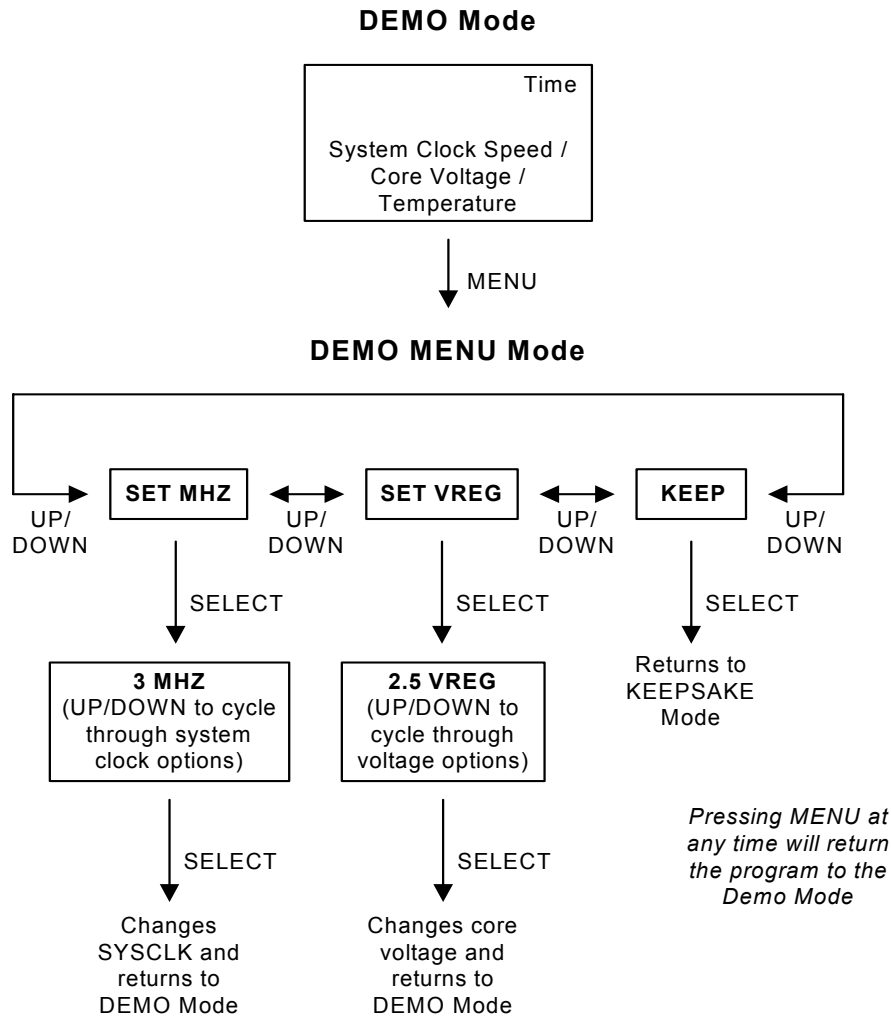 DEMO Mode
Time
System Clock Speed /
Core Voltage /
Temperature
MENU
DEMO MENU Mode
SET MHZ
SET VREG
KEEP
UP/
DOWN
UP/
DOWN
UP/
DOWN
UP/
DOWN
SELECT
SELECT
SELECT
3 MHZ
(UP/DOWN to cycle
through system
clock options)
2.5 VREG
(UP/DOWN to
cycle through
voltage options)
Returns to
KEEPSAKE
Mode
SELECT
SELECT
Pressing MENU at
any time will return
the program to the
Demo Mode
Changes
SYSCLK and
returns to
DEMO Mode
Changes core
voltage and
returns to
DEMO Mode